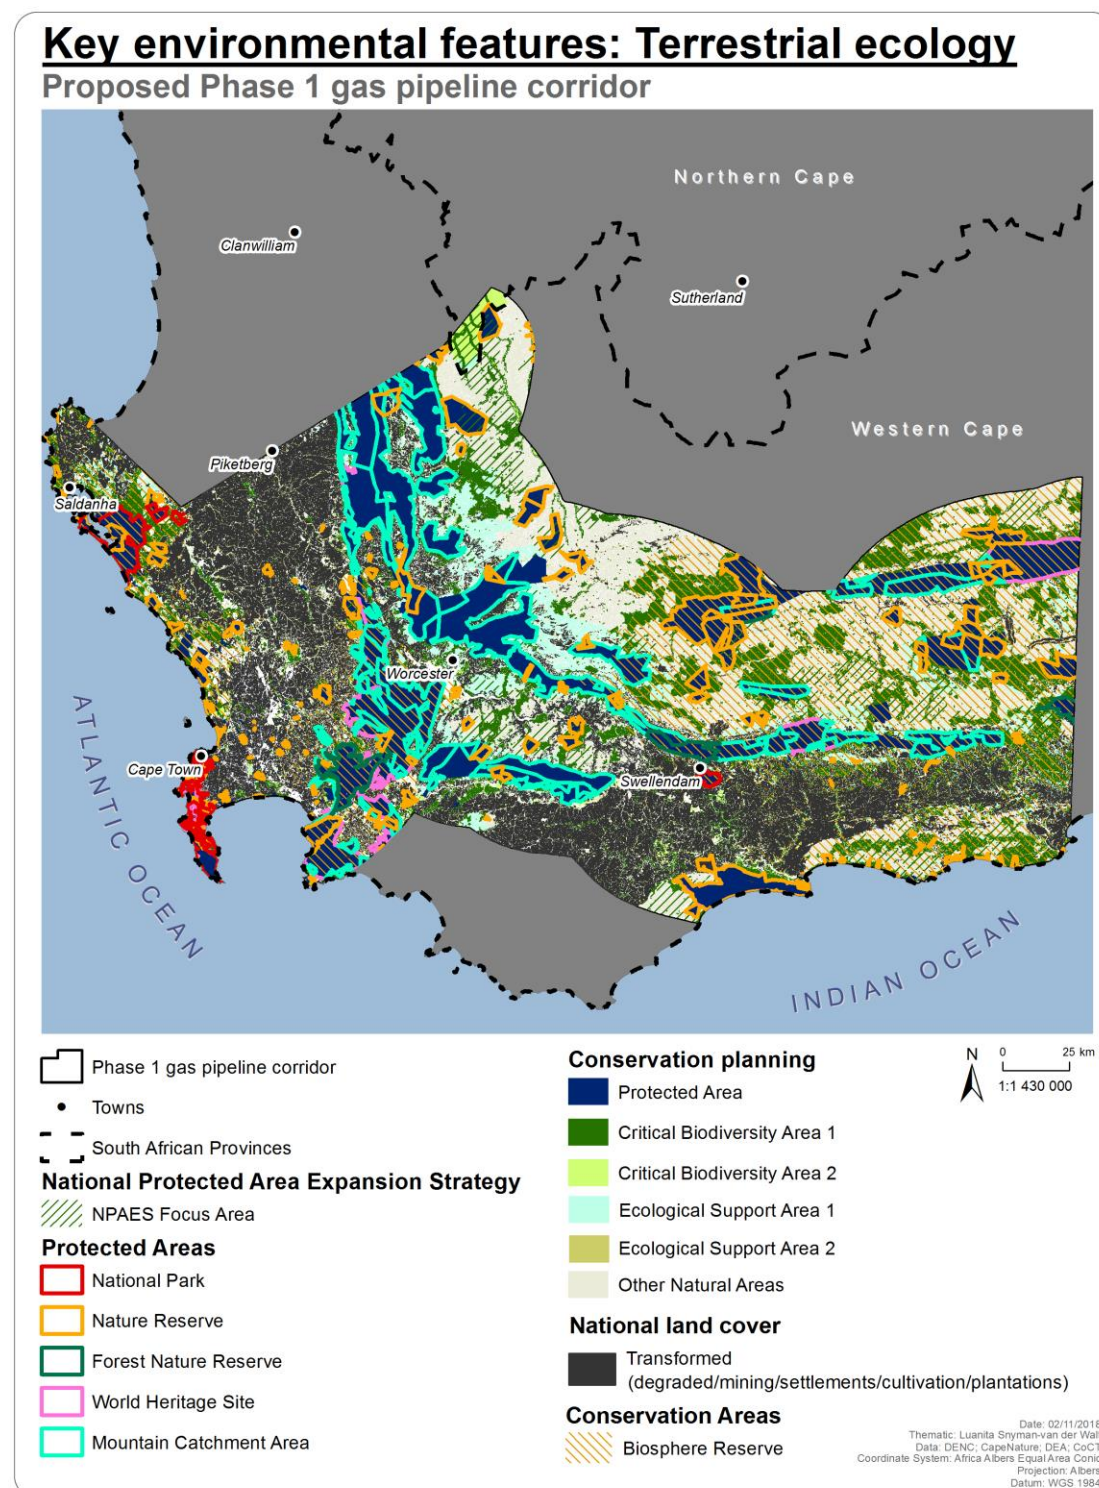 Key environmental features: Terrestrial ecology
Proposed Phase 1 gas pipeline corridor
Northern Cape
Clanwilliam
Sutherland
Western Cape
Piketberg
Saldanha
Worcester
Cape Town
Swellendam
ATLANTIC OCEAN
INDIAN OCEAN
Phase 1 gas pipeline corridor
Towns
South African Provinces
National Protected Area Expansion Strategy
NPAES Focus Area
Protected Areas
National Park
Nature Reserve
Forest Nature Reserve
World Heritage Site
Mountain Catchment Area
Conservation planning
Protected Area
Critical Biodiversity Area 1
Critical Biodiversity Area 2
Ecological Support Area 1
Ecological Support Area 2
Other Natural Areas
National land cover
Transformed
(degraded/mining/settlements/cultivation/plantations)
Conservation Areas
Biosphere Reserve
N
0 25 km
1:1 430 000
Date: 02/11/2018
Thematic: Luanita Snyman-van der Walt
Data: DENC; CapeNature; DEA; CoCT
Coordinate System: Africa Albers Equal Area Conic
Projection: Albers
Datum: WGS 1984